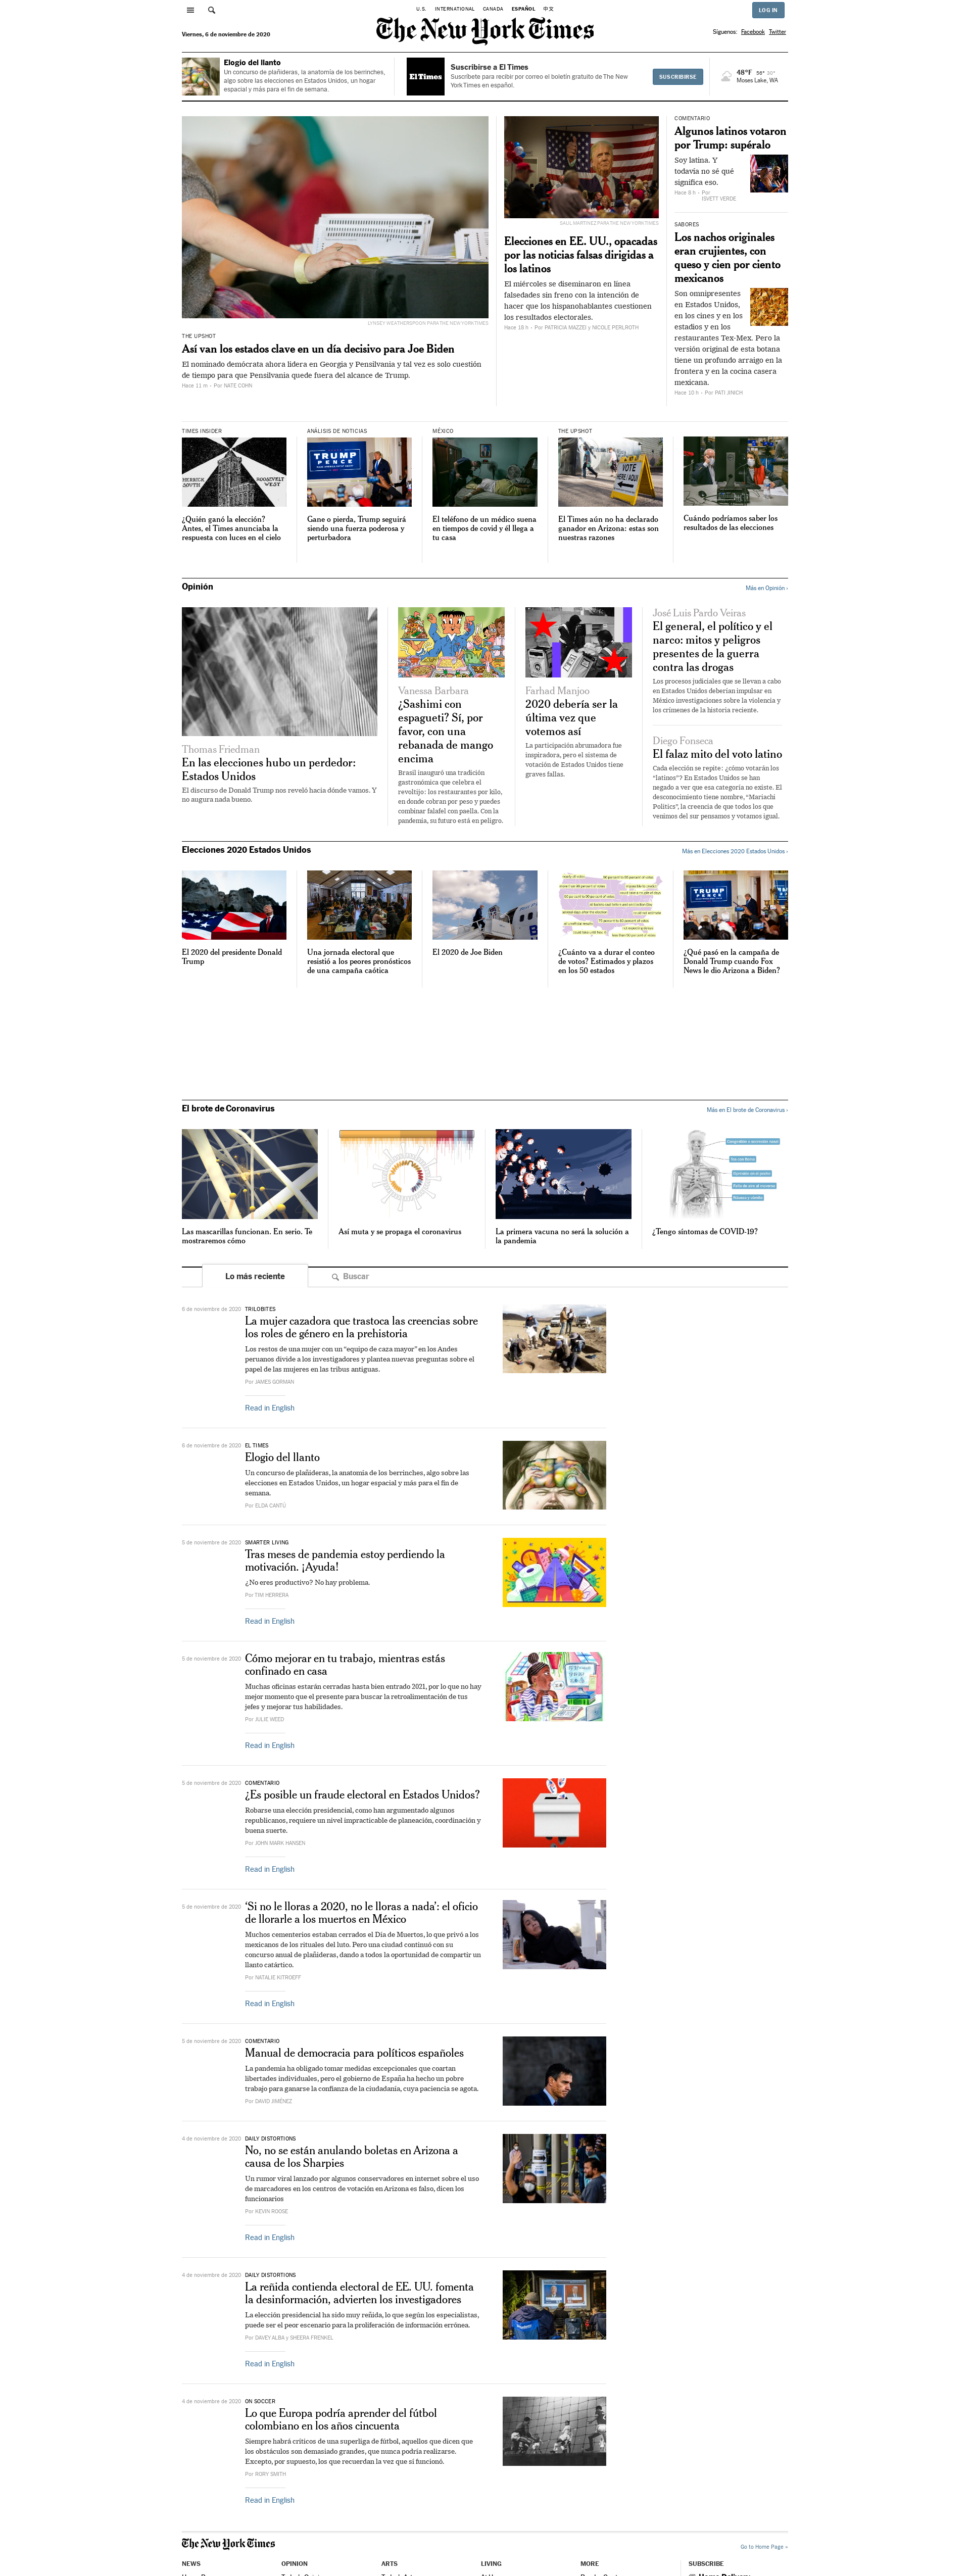 U.S. INTERNATIONAL CANADA ESPAÑOL 中文
LOG IN
The New York Times
Viernes, 6 de noviembre de 2020
Síguenos: Facebook Twitter
Elogio del llanto
Un concurso de plañideras, la anatomía de los berrinches,
algo sobre las elecciones en Estados Unidos, un hogar
espacial y más para el fin de semana.
El Times
Suscribirse a El Times
Suscríbete para recibir por correo el boletín gratuito de The New
York Times en español.
SUSCRIBIRSE
48°F 56° 30°
Moses Lake, WA
LYNSEY WEATHERSPOON PARA THE NEW YORK TIMES
THE UPSHOT
Así van los estados clave en un día decisivo para Joe Biden
El nominado demócrata ahora lidera en Georgia y Pensilvania y tal vez es solo cuestión
de tiempo para que Pensilvania quede fuera del alcance de Trump.
Hace 11 m - Por NATE COHN
SAUL MARTINEZ PARA THE NEW YORK TIMES
Elecciones en EE. UU., opacadas
por las noticias falsas dirigidas a
los latinos
El miércoles se diseminaron en línea
falsedades sin freno con la intención de
hacer que los hispanohablantes cuestionen
los resultados electorales.
Hace 18 h - Por PATRICIA MAZZEI y NICOLE PERLROTH
COMENTARIO
Algunos latinos votaron
por Trump: supéralo
Soy latina. Y
todavía no sé qué
significa eso.
Hace 8 h - Por
ISVETT VERDE
SABORES
Los nachos originales
eran crujientes, con
queso y cien por ciento
mexicanos
Son omnipresentes
en Estados Unidos,
en los cines y en los
estadios y en los
restaurantes Tex-Mex. Pero la
versión original de esta botana
tiene un profundo arraigo en la
frontera y en la cocina casera
mexicana.
Hace 10 h - Por PATI JINICH
TIMES INSIDER
HERRICK SOUTH
ROOSEVELT WEST
¿Quién ganó la elección?
Antes, el Times anunciaba la
respuesta con luces en el cielo
ANÁLISIS DE NOTICIAS
TRUMP
PENCE
Gane o pierda, Trump seguirá
siendo una fuerza poderosa y
perturbadora
MÉXICO
El teléfono de un médico suena
en tiempos de covid y él llega a
tu casa
THE UPSHOT
VOTE
HERE! AQUÍ
El Times aún no ha declarado
ganador en Arizona: estas son
nuestras razones
Cuándo podríamos saber los
resultados de las elecciones
Opinión
Más en Opinión ›
Thomas Friedman
En las elecciones hubo un perdedor:
Estados Unidos
El discurso de Donald Trump nos reveló hacia dónde vamos. Y
no augura nada bueno.
Vanessa Barbara
¿Sashimi con
espagueti? Sí, por
favor, con una
rebanada de mango
encima
Brasil inauguró una tradición
gastronómica que celebra el
revoltijo: los restaurantes por kilo,
en donde cobran por peso y puedes
combinar falafel con paella. Con la
pandemia, su futuro está en peligro.
Farhad Manjoo
2020 debería ser la
última vez que
votemos así
La participación abrumadora fue
inspiradora, pero el sistema de
votación de Estados Unidos tiene
graves fallas.
José Luis Pardo Veiras
El general, el político y el
narco: mitos y peligros
presentes de la guerra
contra las drogas
Los procesos judiciales que se llevan a cabo
en Estados Unidos deberían impulsar en
México investigaciones sobre la violencia y
los crímenes de la historia reciente.
Diego Fonseca
El falaz mito del voto latino
Cada elección se repite: ¿cómo votarán los
“latinos”? En Estados Unidos se han
negado a ver que esa categoría no existe. El
desconocimiento tiene nombre, “Mariachi
Politics”, la creencia de que todos los que
venimos del sur pensamos y votamos igual.
Elecciones 2020 Estados Unidos
Más en Elecciones 2020 Estados Unidos ›
El 2020 del presidente Donald
Trump
Una jornada electoral que
resistió a los peores pronósticos
de una campaña caótica
El 2020 de Joe Biden
¿Cuánto va a durar el conteo
de votos? Estimados y plazos
en los 50 estados
TRUMP
PENCE
¿Qué pasó en la campaña de
Donald Trump cuando Fox
News le dio Arizona a Biden?
El brote de Coronavirus
Más en El brote de Coronavirus ›
Las mascarillas funcionan. En serio. Te
mostraremos cómo
Así muta y se propaga el coronavirus
La primera vacuna no será la solución a
la pandemia
¿Tengo síntomas de COVID-19?
Lo más reciente
Buscar
6 de noviembre de 2020 TRILOBITES
La mujer cazadora que trastoca las creencias sobre
los roles de género en la prehistoria
Los restos de una mujer con un “equipo de caza mayor” en los Andes
peruanos divide a los investigadores y plantea nuevas preguntas sobre el
papel de las mujeres en las tribus antiguas.
Por JAMES GORMAN
Read in English
6 de noviembre de 2020 EL TIMES
Elogio del llanto
Un concurso de plañideras, la anatomía de los berrinches, algo sobre las
elecciones en Estados Unidos, un hogar espacial y más para el fin de
semana.
Por ELDA CANTÚ
5 de noviembre de 2020 SMARTER LIVING
Tras meses de pandemia estoy perdiendo la
motivación. ¡Ayuda!
¿No eres productivo? No hay problema.
Por TIM HERRERA
Read in English
5 de noviembre de 2020
Cómo mejorar en tu trabajo, mientras estás
confinado en casa
Muchas oficinas estarán cerradas hasta bien entrado 2021, por lo que no hay
mejor momento que el presente para buscar la retroalimentación de tus
jefes y mejorar tus habilidades.
Por JULIE WEED
Read in English
5 de noviembre de 2020 COMENTARIO
¿Es posible un fraude electoral en Estados Unidos?
Robarse una elección presidencial, como han argumentado algunos
republicanos, requiere un nivel impracticable de planeación, coordinación y
buena suerte.
Por JOHN MARK HANSEN
Read in English
5 de noviembre de 2020
‘Si no le lloras a 2020, no le lloras a nada’: el oficio
de llorarle a los muertos en México
Muchos cementerios estaban cerrados el Día de Muertos, lo que privó a los
mexicanos de los rituales del luto. Pero una ciudad continuó con su
concurso anual de plañideras, dando a todos la oportunidad de compartir un
llanto catártico.
Por NATALIE KITROEFF
Read in English
5 de noviembre de 2020 COMENTARIO
Manual de democracia para políticos españoles
La pandemia ha obligado tomar medidas excepcionales que coartan
libertades individuales, pero el gobierno de España ha hecho un pobre
trabajo para ganarse la confianza de la ciudadanía, cuya paciencia se agota.
Por DAVID JIMÉNEZ
4 de noviembre de 2020 DAILY DISTORTIONS
No, no se están anulando boletas en Arizona a
causa de los Sharpies
Un rumor viral lanzado por algunos conservadores en internet sobre el uso
de marcadores en los centros de votación en Arizona es falso, dicen los
funcionarios
Por KEVIN ROOSE
Read in English
4 de noviembre de 2020 DAILY DISTORTIONS
La reñida contienda electoral de EE. UU. fomenta
la desinformación, advierten los investigadores
La elección presidencial ha sido muy reñida, lo que según los especialistas,
puede ser el peor escenario para la proliferación de información errónea.
Por DAVEY ALBA y SHEERA FRENKEL
Read in English
4 de noviembre de 2020 ON SOCCER
Lo que Europa podría aprender del fútbol
colombiano en los años cincuenta
Siempre habrá críticos de una superliga de fútbol, aquellos que dicen que
los obstáculos son demasiado grandes, que nunca podría realizarse.
Excepto, por supuesto, los que recuerdan la vez que sí funcionó.
Por RORY SMITH
Read in English
The New York Times
Go to Home Page »
NEWS OPINION ARTS LIVING MORE SUBSCRIBE